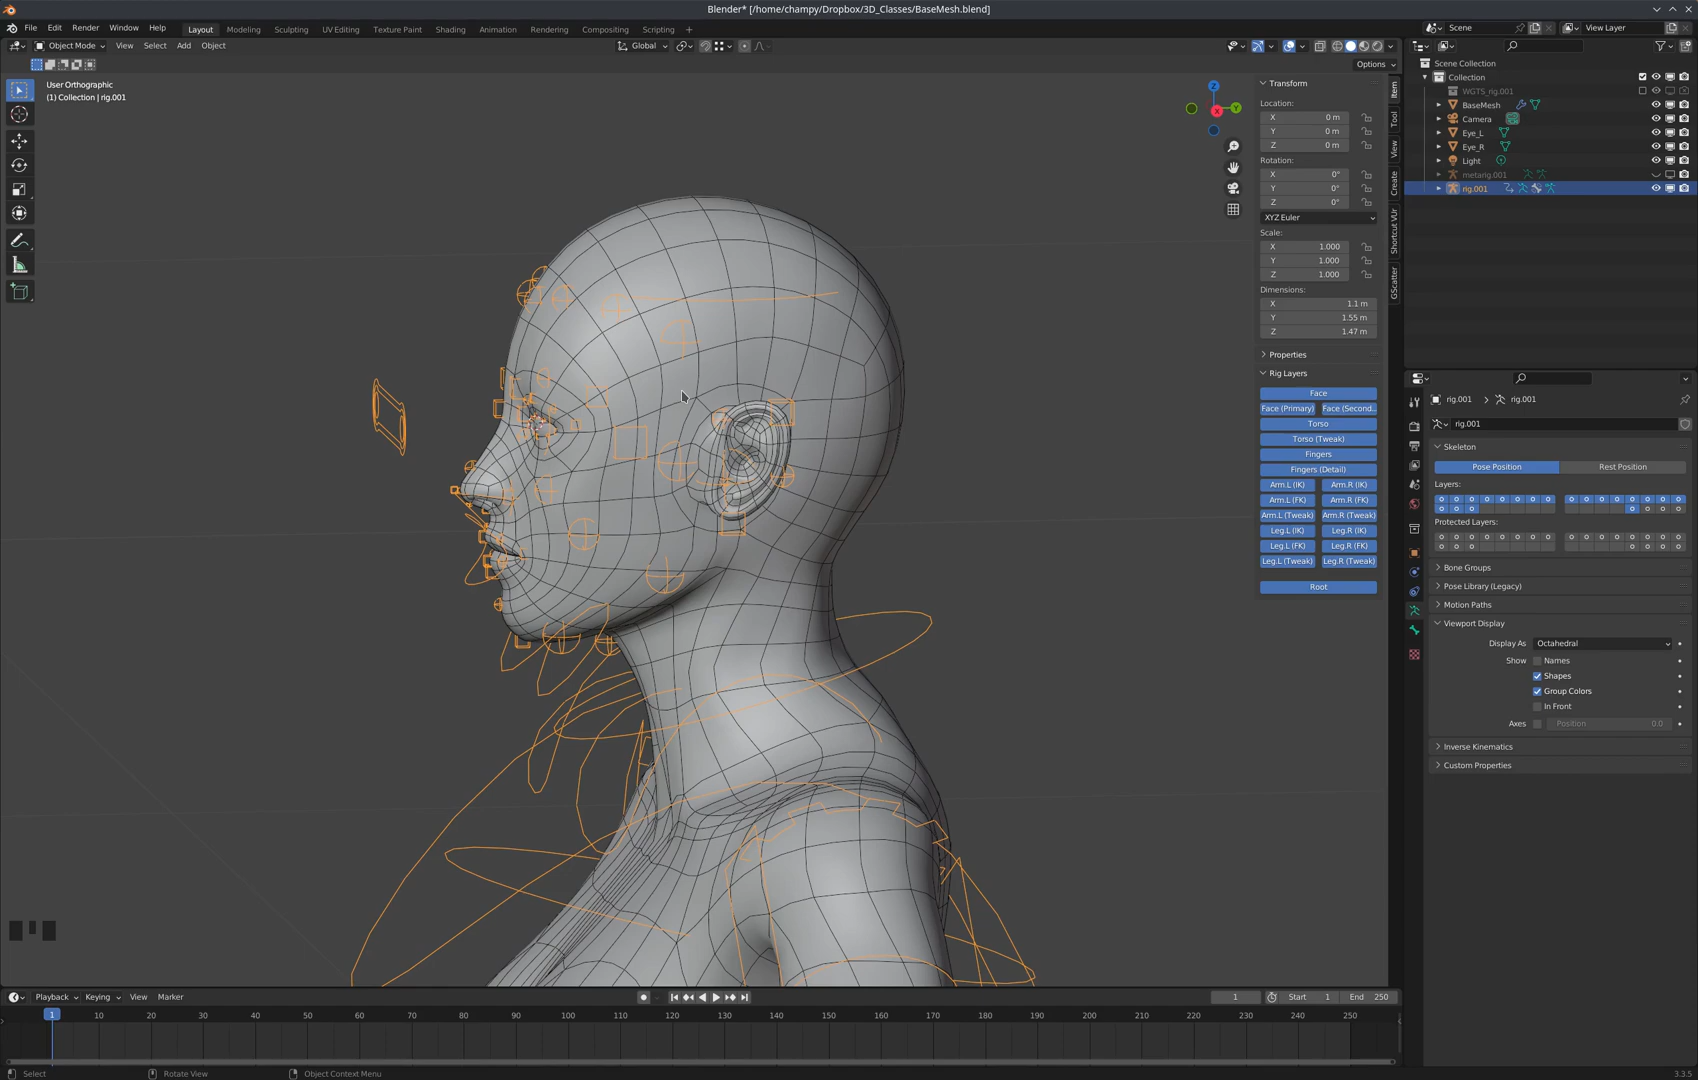 Blender* [/home/champy/Dropbox/3D_Classes/BaseMesh.blend]
File Edit Render Window Help Layout Modeling Sculpting UV Editing Texture Paint Shading Animation Rendering Compositing Scripting + Scene View Layer
Object Mode View Select Add Object Global
Options
User Orthographic
(1) Collection | rig.001
Z
Y
X
Transform
Location:
X 0 m
Y 0 m
Z 0 m
Rotation:
X 0°
Y 0°
Z 0°
XYZ Euler
Scale:
X 1.000
Y 1.000
Z 1.000
Dimensions:
X 1.1 m
Y 1.55 m
Z 1.47 m
Properties
Rig Layers
Face
Face (Primary) Face (Second..
Torso
Torso (Tweak)
Fingers
Fingers (Detail)
Arm.L (IK) Arm.R (IK)
Arm.L (FK) Arm.R (FK)
Arm.L (Tweak) Arm.R (Tweak)
Leg.L (IK) Leg.R (IK)
Leg.L (FK) Leg.R (FK)
Leg.L (Tweak) Leg.R (Tweak)
Root
Item
Tool
View
Create
Shortcut VUr
GScatter
Scene Collection
Collection
WGTS_rig.001
BaseMesh
Camera
Eye_L
Eye_R
Light
metarig.001
rig.001
rig.001 > rig.001
rig.001
Skeleton
Pose Position Rest Position
Layers:
Protected Layers:
Bone Groups
Pose Library (Legacy)
Motion Paths
Viewport Display
Display As Octahedral
Show Names
Shapes
Group Colors
In Front
Axes Position 0.0
Inverse Kinematics
Custom Properties
Playback Keying View Marker 1 Start 1 End 250
1 10 20 30 40 50 60 70 80 90 100 110 120 130 140 150 160 170 180 190 200 210 220 230 240 250
Select Rotate View Object Context Menu 3.3.5